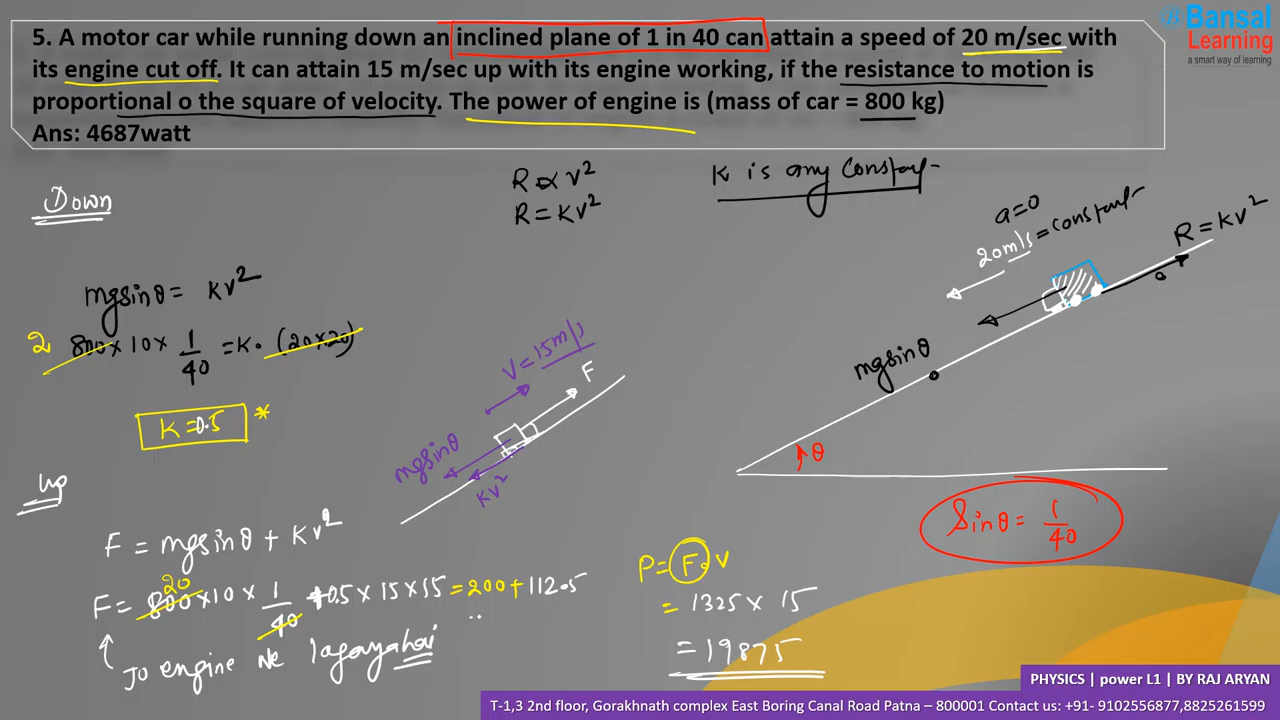 5. A motor car while running down an inclined plane of 1 in 40 can attain a speed of 20 m/sec with
its engine cut off. It can attain 15 m/sec up with its engine working, if the resistance to motion is
proportional o the square of velocity. The power of engine is (mass of car = 800 kg)
Ans: 4687watt
Bansal
Learning
a smart way of learning
Down
R ∝ v²
R = Kv²
K is any Constant
a=0
20m/s = constant
R = Kv²
mgsinθ = Kv²
2 800 × 10 × 1/40 = K. (20×20)
K = 0.5 *
V = 15m/s
F
mgsinθ
Kv²
mgsinθ
θ
Sinθ = 1/40
Up
F = mgsinθ + Kv²
20
F = 800 × 10 × 1/40 + 0.5 × 15 × 15 = 200 + 112.5
Jo engine ne lagaya hai
P = F.V
= 1325 × 15
= 19875
PHYSICS | power L1 | BY RAJ ARYAN
T-1,3 2nd floor, Gorakhnath complex East Boring Canal Road Patna – 800001 Contact us: +91- 9102556877,8825261599